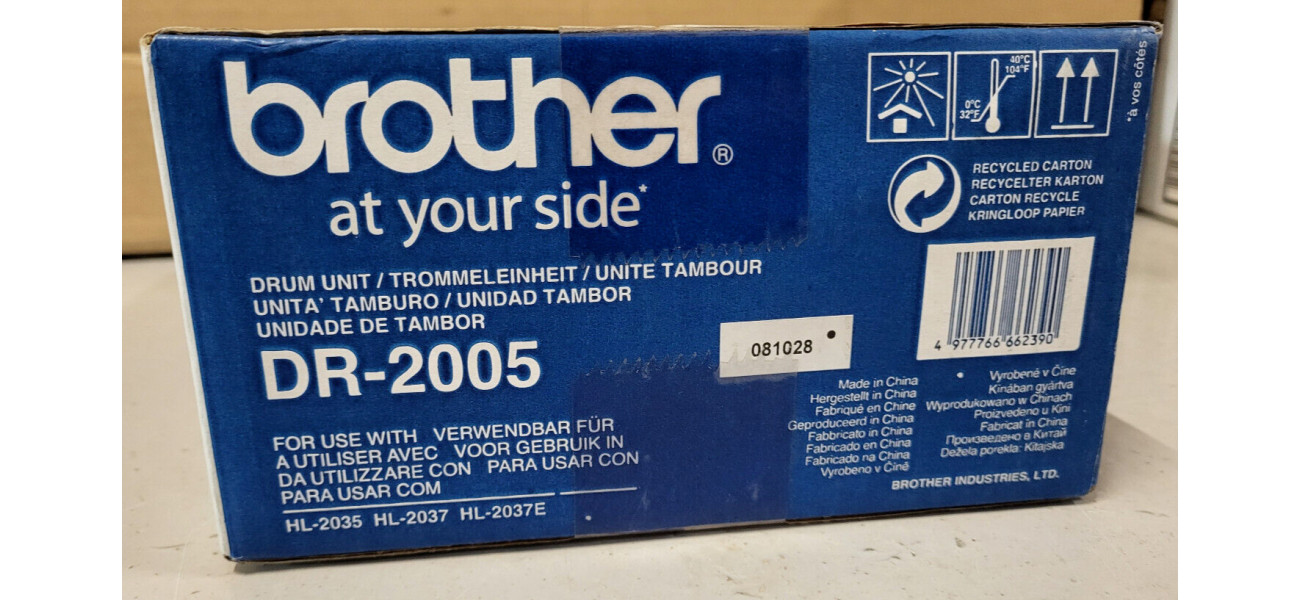 brother®
at your side*
DRUM UNIT / TROMMELEINHEIT / UNITE TAMBOUR
UNITA' TAMBURO / UNIDAD TAMBOR
UNIDADE DE TAMBOR
DR-2005
FOR USE WITH VERWENDBAR FÜR
A UTILISER AVEC VOOR GEBRUIK IN
DA UTILIZZARE CON PARA USAR CON
PARA USAR COM
HL-2035 HL-2037 HL-2037E
40°C
104°F
0°C
32°F
*à vos côtés
RECYCLED CARTON
RECYCELTER KARTON
CARTON RECYCLE
KRINGLOOP PAPIER
4 977766 662390
081028
Made in China
Hergestellt in China
Fabriqué en Chine
Geproduceerd in China
Fabbricato in China
Fabricado en China
Fabricado na China
Vyrobeno v Číně
Vyrobené v Číne
Kínában gyártva
Wyprodukowano w Chinach
Proizvedeno u Kini
Fabricat in China
Произведено в Китай
Dežela porekla: Kitajska
BROTHER INDUSTRIES, LTD.